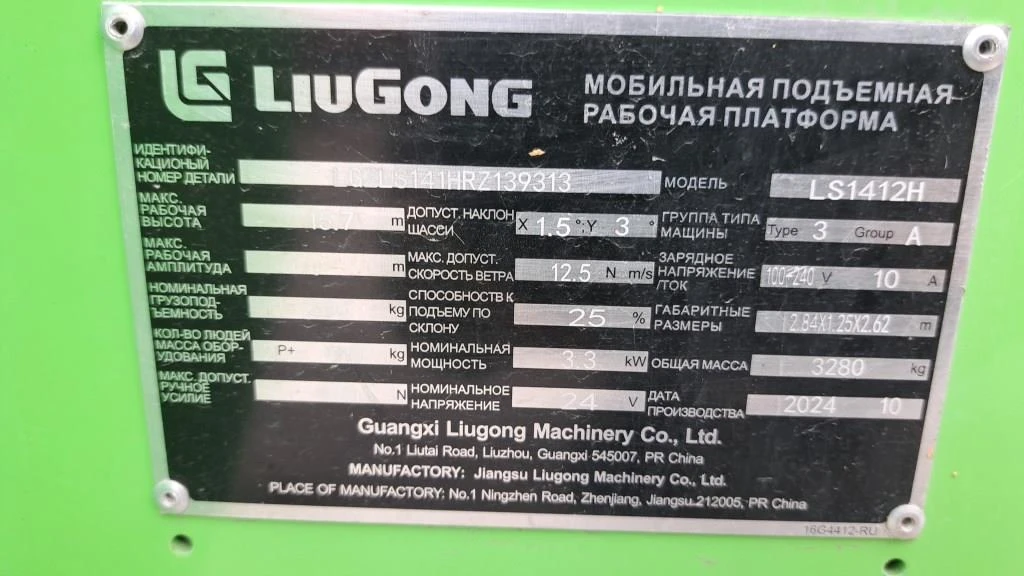 LG LIUGONG
МОБИЛЬНАЯ ПОДЪЕМНАЯ
РАБОЧАЯ ПЛАТФОРМА
ИДЕНТИФИ-
КАЦИОНЫЙ
НОМЕР ДЕТАЛИ
МОДЕЛЬ LS1412H
МАКС.
РАБОЧАЯ
ВЫСОТА 15.7 m
ДОПУСТ. НАКЛОН
ШАССИ X 1.5 °; Y 3 °
ГРУППА ТИПА
МАЩИНЫ Type 3 Group A
МАКС.
РАБОЧАЯ
АМПЛИТУДА m
МАКС. ДОПУСТ.
СКОРОСТЬ ВЕТРА 12.5 N m/s
ЗАРЯДНОЕ
НАПРЯЖЕНИЕ
/ТОК 100-240 V 10 A
НОМИНАЛЬНАЯ
ГРУЗОПОД-
ЪЕМНОСТЬ kg
СПОСОБНОСТВ К
ПОДЪЕМУ ПО
СКЛОНУ 25 %
ГАБАРИТНЫЕ
РАЗМЕРЫ 2.84X1.25X2.62 m
КОЛ-ВО ЛЮДЕЙ
МАССА ОБОР-
УДОВАНИЯ P+ kg
НОМИНАЛЬНАЯ
МОЩНОСТЬ 3.3 kW
ОБЩАЯ МАССА 3280 kg
МАКС. ДОПУСТ.
РУЧНОЕ
УСИЛИЕ N
НОМИНАЛЬНОЕ
НАПРЯЖЕНИЕ 24 V
ДАТА
ПРОИЗВОДСТВА 2024 10
Guangxi Liugong Machinery Co., Ltd.
No.1 Liutai Road, Liuzhou, Guangxi 545007, PR China
MANUFACTORY: Jiangsu Liugong Machinery Co., Ltd.
PLACE OF MANUFACTORY: No.1 Ningzhen Road, Zhenjiang, Jiangsu.212005, PR China
16G4412-RU